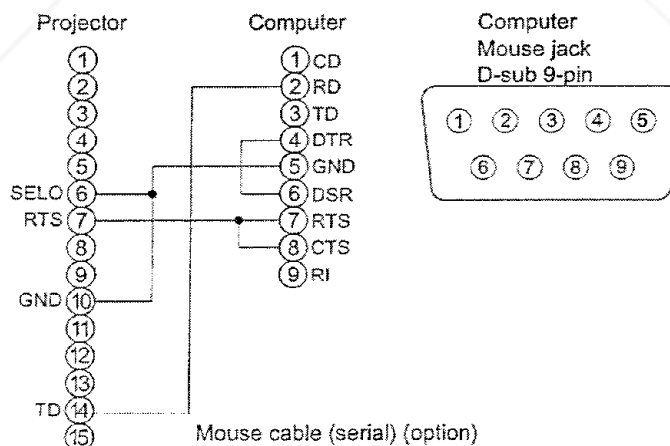 Projector
1
2
3
4
5
SELO 6
RTS 7
8
9
GND 10
11
12
13
TD 14
15
Computer
1 CD
2 RD
3 TD
4 DTR
5 GND
6 DSR
7 RTS
8 CTS
9 RI
Computer
Mouse jack
D-sub 9-pin
1 2 3 4 5
6 7 8 9
Mouse cable (serial) (option)